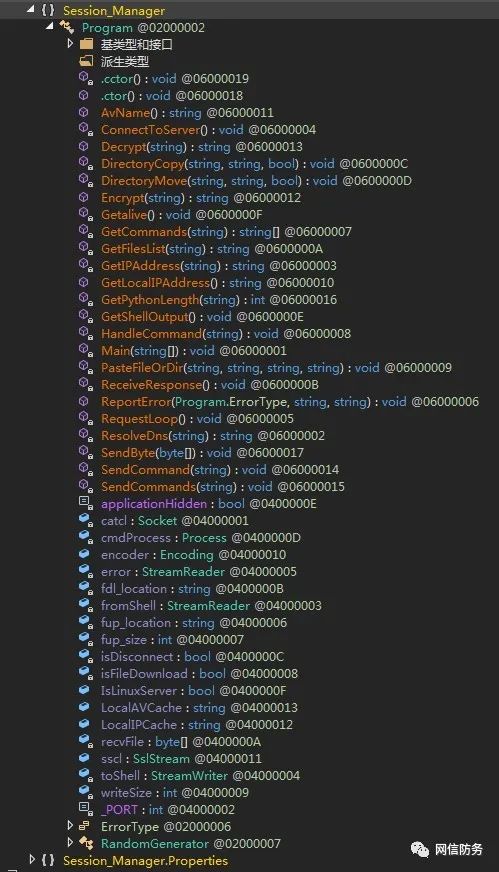 { } Session_Manager
Program @02000002
基类型和接口
派生类型
.cctor() : void @06000019
.ctor() : void @06000018
AvName() : string @06000011
ConnectToServer() : void @06000004
Decrypt(string) : string @06000013
DirectoryCopy(string, string, bool) : void @0600000C
DirectoryMove(string, string, bool) : void @0600000D
Encrypt(string) : string @06000012
Getalive() : void @0600000F
GetCommands(string) : string[] @06000007
GetFilesList(string) : string @0600000A
GetIPAddress(string) : string @06000003
GetLocalIPAddress() : string @06000010
GetPythonLength(string) : int @06000016
GetShellOutput() : void @0600000E
HandleCommand(string) : void @06000008
Main(string[]) : void @06000001
PasteFileOrDir(string, string, string, string) : void @06000009
ReceiveResponse() : void @0600000B
ReportError(Program.ErrorType, string, string) : void @06000006
RequestLoop() : void @06000005
ResolveDns(string) : string @06000002
SendByte(byte[]) : void @06000017
SendCommand(string) : void @06000014
SendCommands(string) : void @06000015
applicationHidden : bool @0400000E
catcl : Socket @04000001
cmdProcess : Process @0400000D
encoder : Encoding @04000010
error : StreamReader @04000005
fdl_location : string @0400000B
fromShell : StreamReader @04000003
fup_location : string @04000006
fup_size : int @04000007
isDisconnect : bool @0400000C
isFileDownload : bool @04000008
IsLinuxServer : bool @0400000F
LocalAVCache : string @04000013
LocalIPCache : string @04000012
recvFile : byte[] @0400000A
sscl : SslStream @04000011
toShell : StreamWriter @04000004
writeSize : int @04000009
_PORT : int @04000002
ErrorType @02000006
RandomGenerator @02000007
{ } Session_Manager.Properties
网信防务